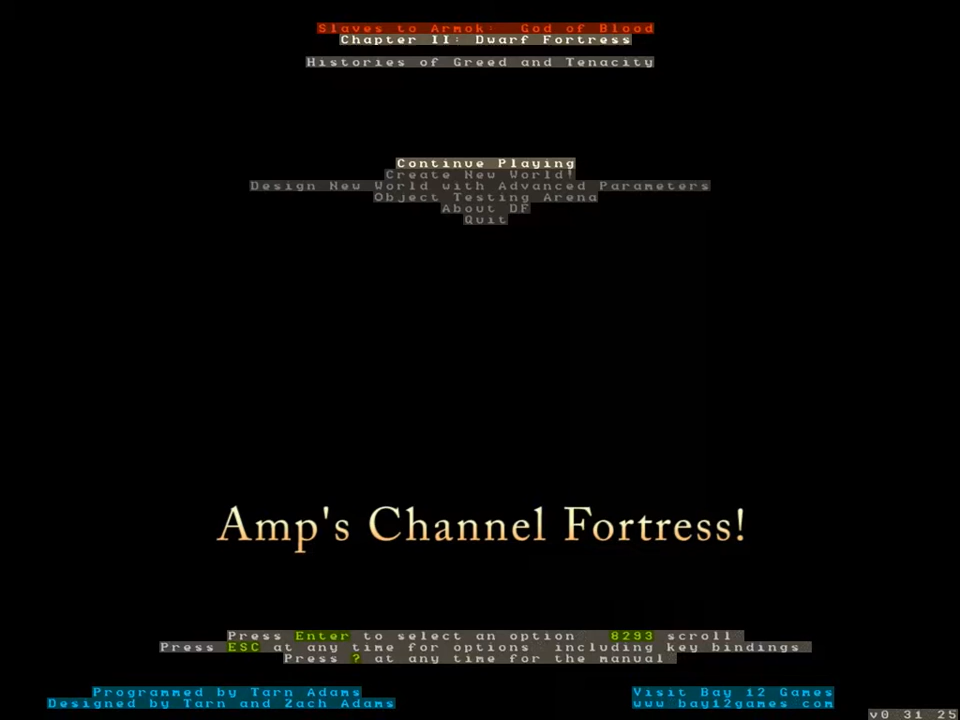 Slaves to Armok: God of Blood
Chapter II: Dwarf Fortress
Histories of Greed and Tenacity
Continue Playing
Create New World!
Design New World with Advanced Parameters
Object Testing Arena
About DF
Quit
Amp's Channel Fortress!
Press Enter to select an option 8293 scroll
Press ESC at any time for options including key bindings
Press ? at any time for the manual
Programmed by Tarn Adams
Designed by Tarn and Zach Adams
Visit Bay 12 Games
www bay12games com
v0 31 25